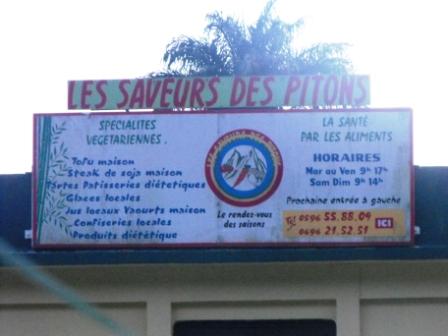 LES SAVEURS DES PITONS
SPECIALITES
VEGETARIENNES.
Tofu maison
Steak de soja maison
Tartes Patisseries diététiques
Glaces locales
Jus locaux Yaourts maison
Confiseries locales
Produits diététique
Le rendez-vous
des saisons
LA SANTÉ
PAR LES ALIMENTS
HORAIRES
Mar au Ven 9h 17h
Sam Dim 9h 14h
Prochaine entrée à gauche
Tel 0596 55.88.09
0696 21.52.51
ICI